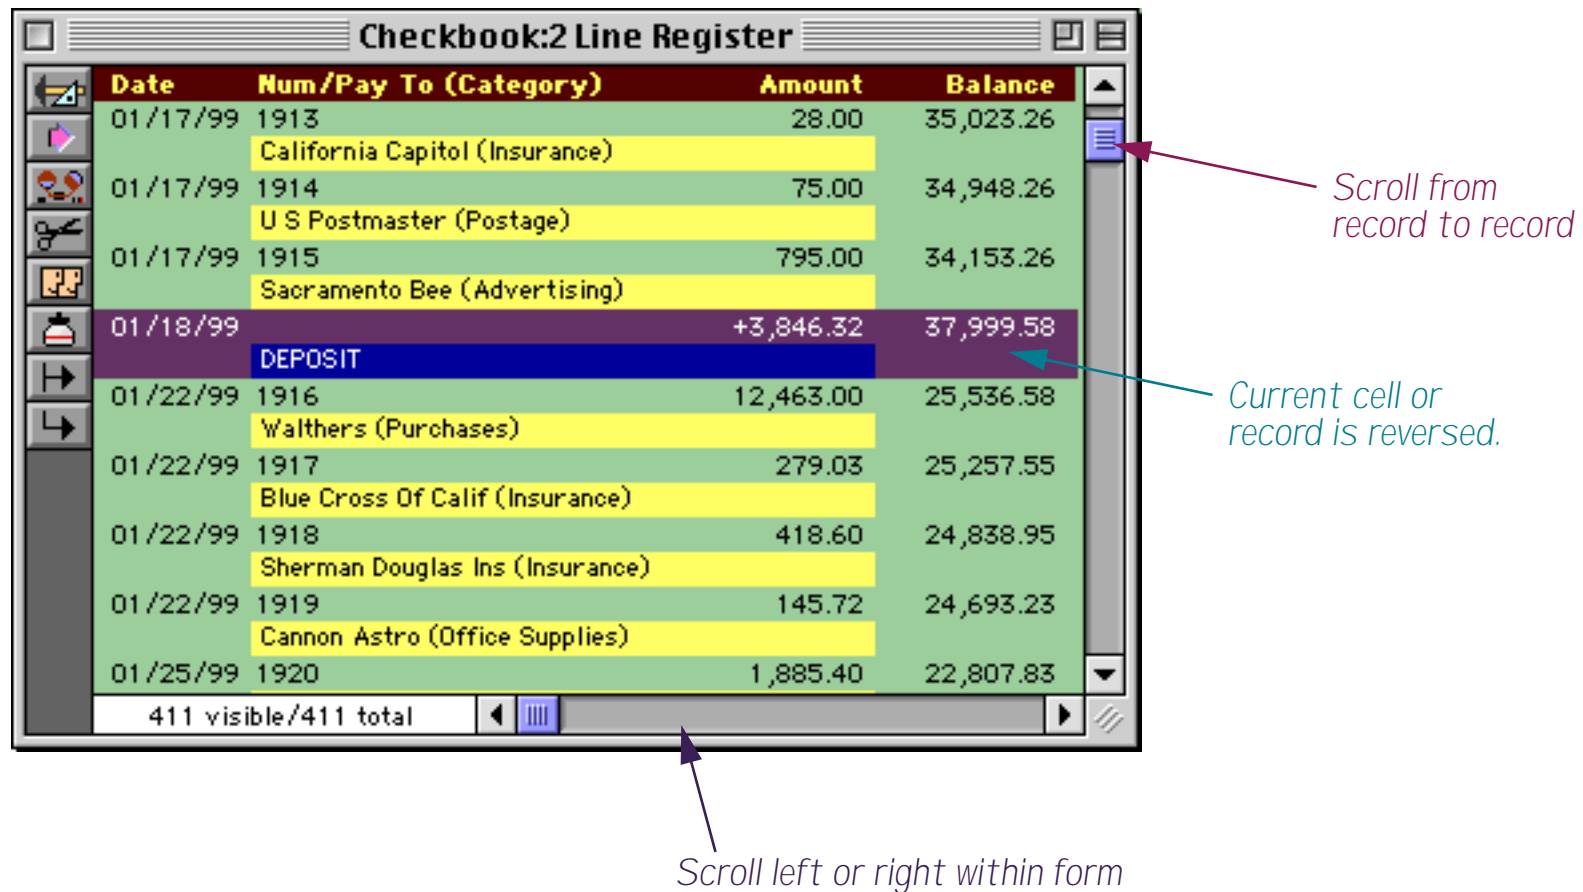 Checkbook:2 Line Register
Date Num/Pay To (Category) Amount Balance
01/17/99 1913 28.00 35,023.26
California Capitol (Insurance)
01/17/99 1914 75.00 34,948.26
U S Postmaster (Postage)
01/17/99 1915 795.00 34,153.26
Sacramento Bee (Advertising)
01/18/99 +3,846.32 37,999.58
DEPOSIT
01/22/99 1916 12,463.00 25,536.58
Walthers (Purchases)
01/22/99 1917 279.03 25,257.55
Blue Cross Of Calif (Insurance)
01/22/99 1918 418.60 24,838.95
Sherman Douglas Ins (Insurance)
01/22/99 1919 145.72 24,693.23
Cannon Astro (Office Supplies)
01/25/99 1920 1,885.40 22,807.83
411 visible/411 total
Scroll from
record to record
Current cell or
record is reversed.
Scroll left or right within form